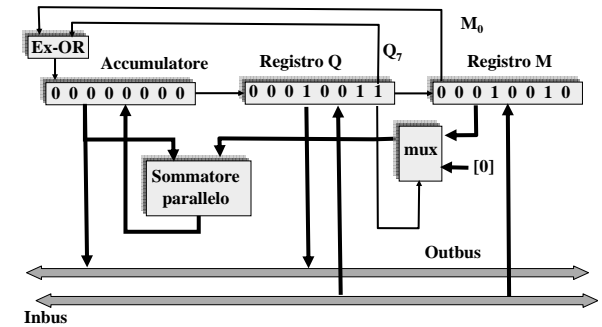 M0
Ex-OR
Q7
Accumulatore
Registro Q
Registro M
0 0 0 0 0 0 0 0
0 0 0 1 0 0 1 1
0 0 0 1 0 0 1 0
mux
[0]
Sommatore
parallelo
Outbus
Inbus